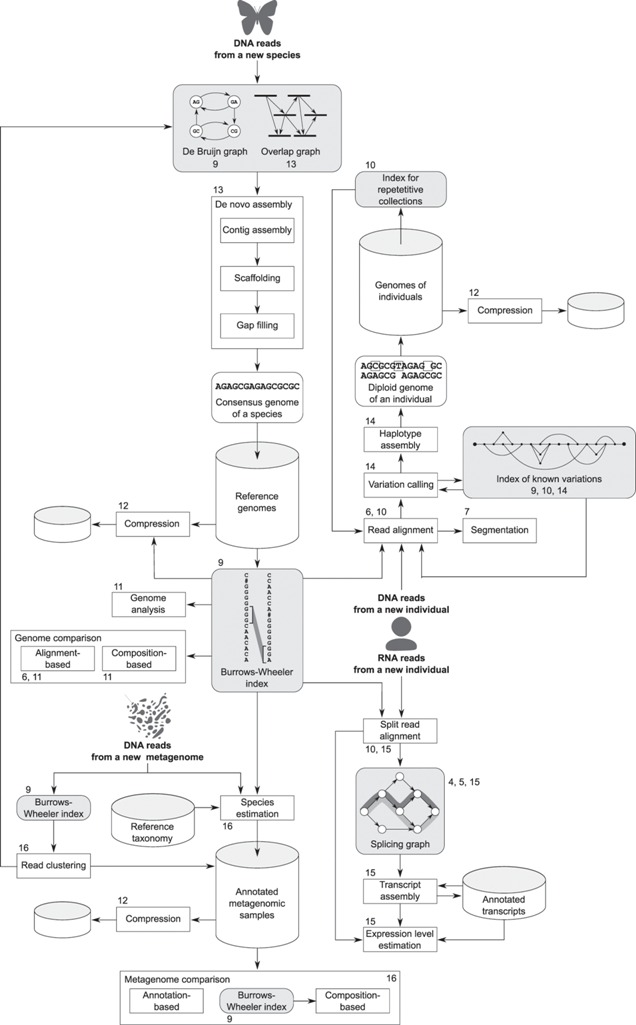 DNA reads
from a new species
AG
GA
GC
CG
De Bruijn graph
9
Overlap graph
13
13
De novo assembly
Contig assembly
Scaffolding
Gap filling
AGAGCGAGAGCGCGC
Consensus genome
of a species
Reference
genomes
12
Compression
10
Index for
repetetitive
collections
Genomes of
individuals
12
Compression
AGCGCGTAGAG GC
AGAGCG AGAGCGC
Diploid genome
of an individual
14
Haplotype
assembly
14
Variation calling
Index of known variations
9, 10, 14
6, 10
Read alignment
7
Segmentation
DNA reads
from a new individual
RNA reads
from a new individual
9
Burrows-Wheeler
index
11
Genome
analysis
Genome comparison
Alignment-
based
6, 11
Composition-
based
11
DNA reads
from a new metagenome
9
Burrows-
Wheeler index
16
Read clustering
Reference
taxonomy
Species
estimation
16
Annotated
metagenomic
samples
12
Compression
Metagenome comparison
16
Annotation-
based
Burrows-
Wheeler index
9
Composition-
based
Split read
alignment
10, 15
4, 5, 15
Splicing graph
15
Transcript
assembly
Annotated
transcripts
15
Expression level
estimation